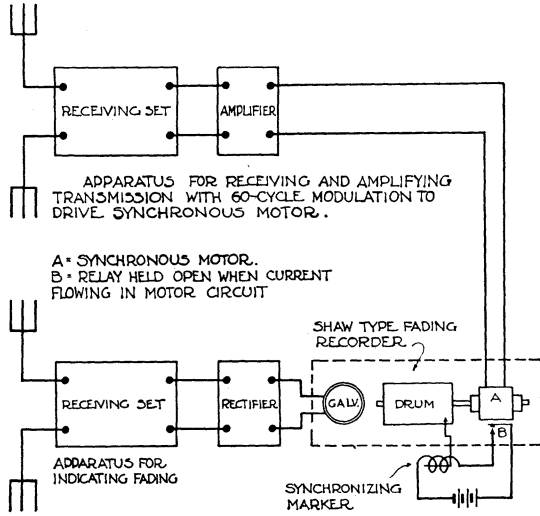 RECEIVING SET
AMPLIFIER
APPARATUS FOR RECEIVING AND AMPLIFYING
TRANSMISSION WITH 60-CYCLE MODULATION TO
DRIVE SYNCHRONOUS MOTOR.
A= SYNCHRONOUS MOTOR.
B= RELAY HELD OPEN WHEN CURRENT
FLOWING IN MOTOR CIRCUIT
SHAW TYPE FADING
RECORDER
RECEIVING SET
RECTIFIER
GALV.
DRUM
A
B
APPARATUS FOR
INDICATING FADING
SYNCHRONIZING
MARKER